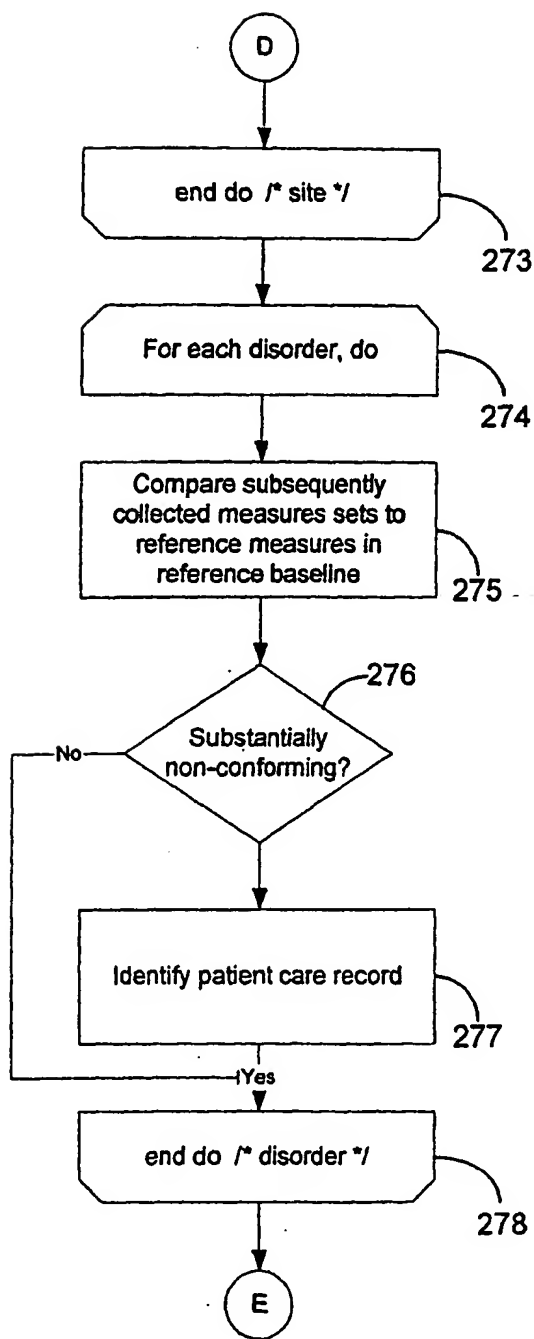 D
end do /* site */
273
For each disorder, do
274
Compare subsequently
collected measures sets to
reference measures in
reference baseline
275
276
Substantially
non-conforming?
No
Identify patient care record
277
Yes
end do /* disorder */
278
E